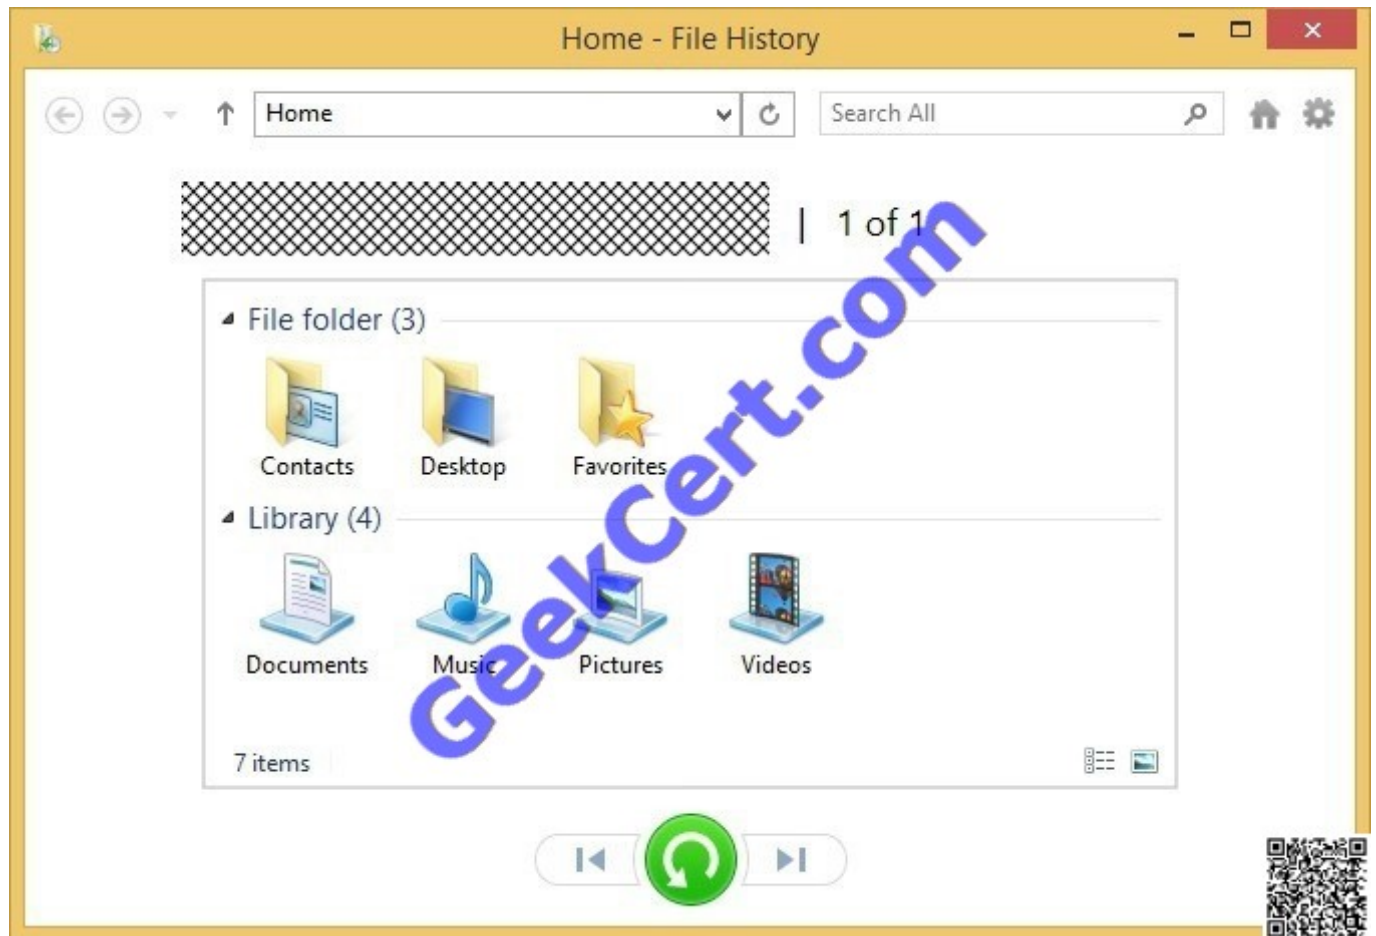 Home - File History
Home
Search All
| 1 of 1
File folder (3)
Contacts Desktop Favorites
Library (4)
Documents Music Pictures Videos
7 items
GeekCert.com